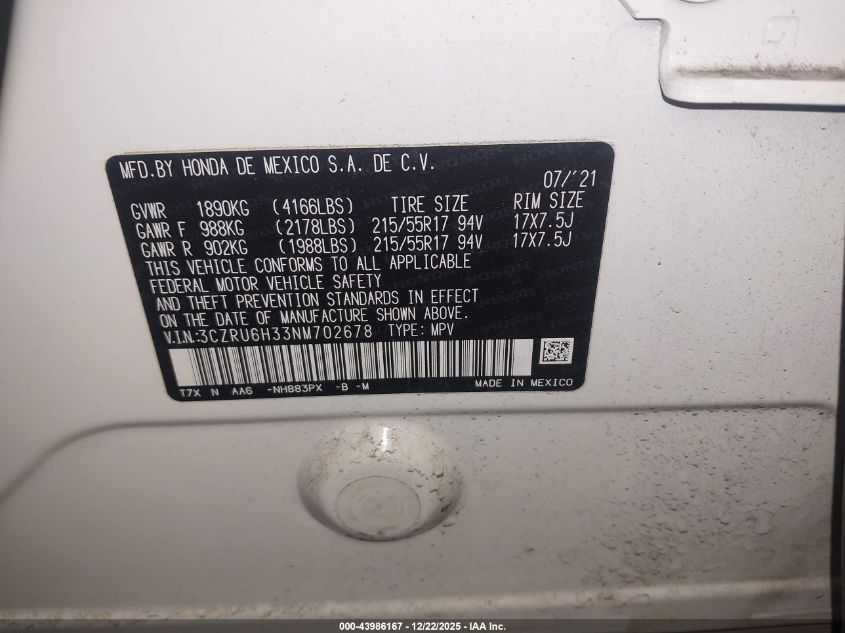 MFD.BY HONDA DE MEXICO S.A. DE C.V.
07/'21
GVWR 1890KG (4166LBS) TIRE SIZE RIM SIZE
GAWR F 988KG (2178LBS) 215/55R17 94V 17X7.5J
GAWR R 902KG (1988LBS) 215/55R17 94V 17X7.5J
THIS VEHICLE CONFORMS TO ALL APPLICABLE
FEDERAL MOTOR VEHICLE SAFETY
AND THEFT PREVENTION STANDARDS IN EFFECT
ON THE DATE OF MANUFACTURE SHOWN ABOVE.
V.I.N.:3CZRU6H33NM702678 TYPE: MPV
T7X N AA6 -NH883PX -B -M MADE IN MEXICO
000-43986167 - 12/22/2025 - IAA Inc.